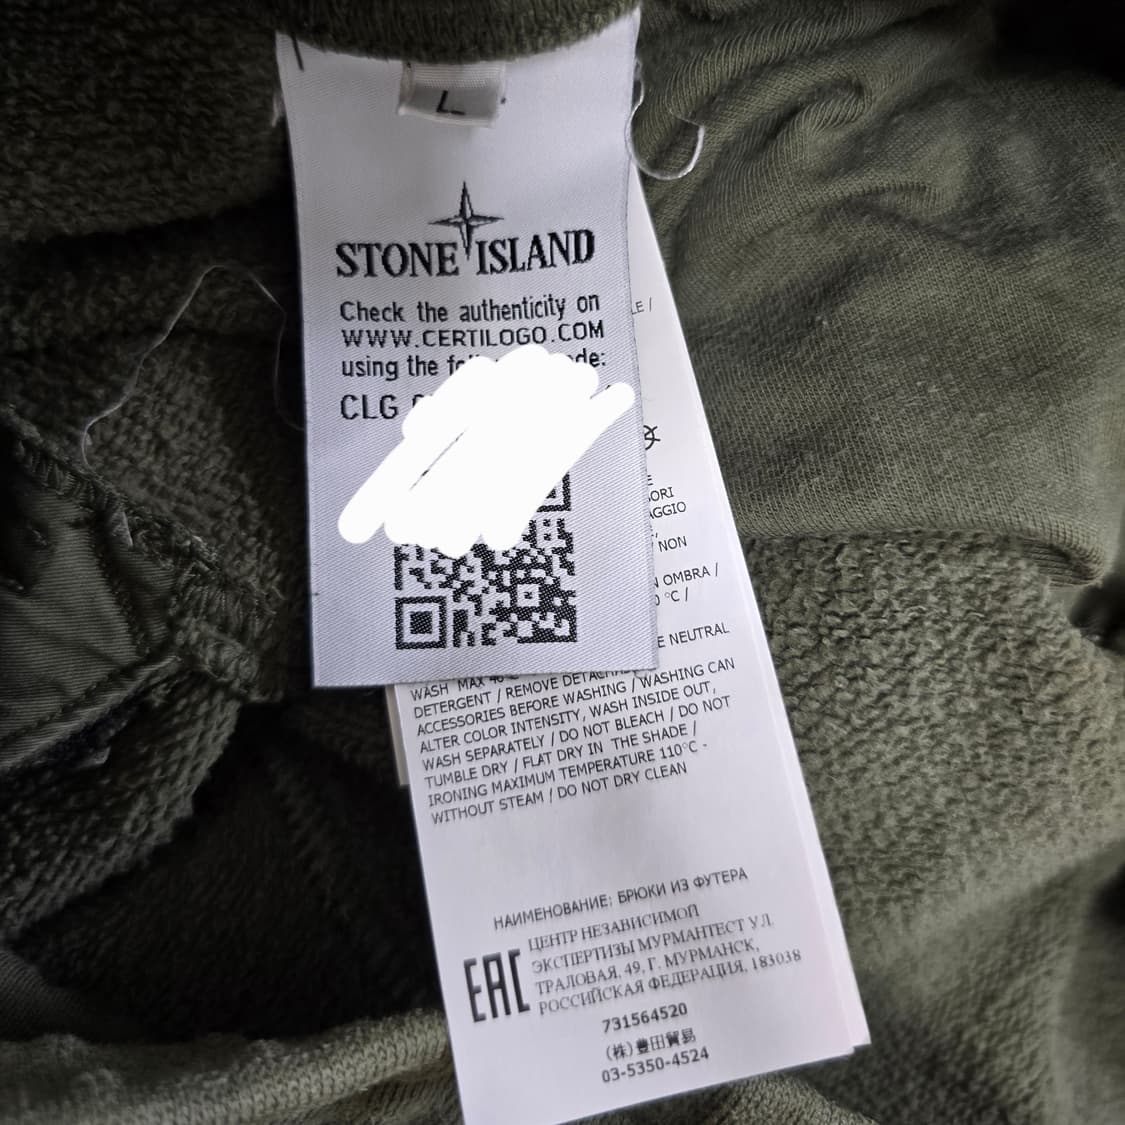 L
STONE ISLAND
Check the authenticity on
WWW.CERTILOGO.COM
using the
CLG
LE /
E
SORI
AGGIO
E,
NON
N OMBRA /
0 °C /
E NEUTRAL
WASH MAX 40°C
DETERGENT / REMOVE DETACHABLE
ACCESSORIES BEFORE WASHING / WASHING CAN
ALTER COLOR INTENSITY, WASH INSIDE OUT,
WASH SEPARATELY / DO NOT BLEACH / DO NOT
TUMBLE DRY / FLAT DRY IN THE SHADE /
IRONING MAXIMUM TEMPERATURE 110°C -
WITHOUT STEAM / DO NOT DRY CLEAN
НАИМЕНОВАНИЕ: БРЮКИ ИЗ ФУТЕРА
EAC
ЦЕНТР НЕЗАВИСИМОЙ
ЭКСПЕРТИЗЫ МУРМАНТЕСТ УЛ.
ТРАЛОВАЯ, 49, Г. МУРМАНСК,
РОССИЙСКАЯ ФЕДЕРАЦИЯ, 183038
731564520
(株)豊田貿易
03-5350-4524